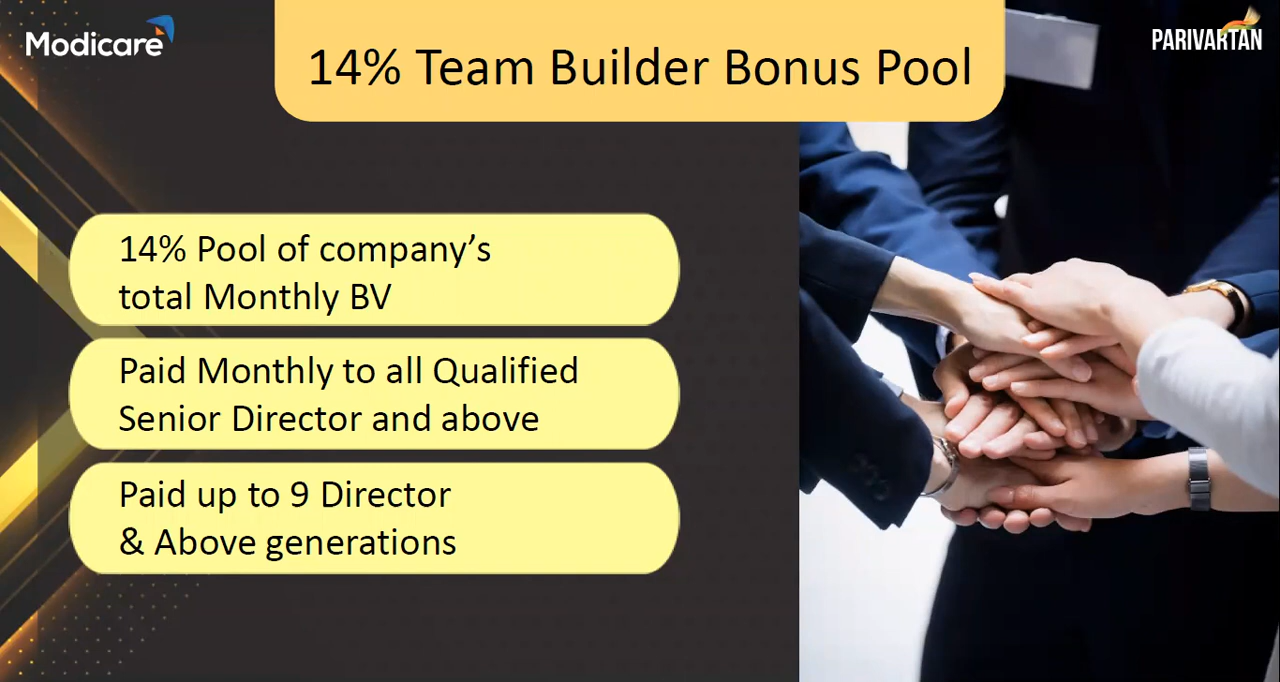 Modicare
14% Team Builder Bonus Pool
PARIVARTAN
14% Pool of company's
total Monthly BV
Paid Monthly to all Qualified
Senior Director and above
Paid up to 9 Director
& Above generations